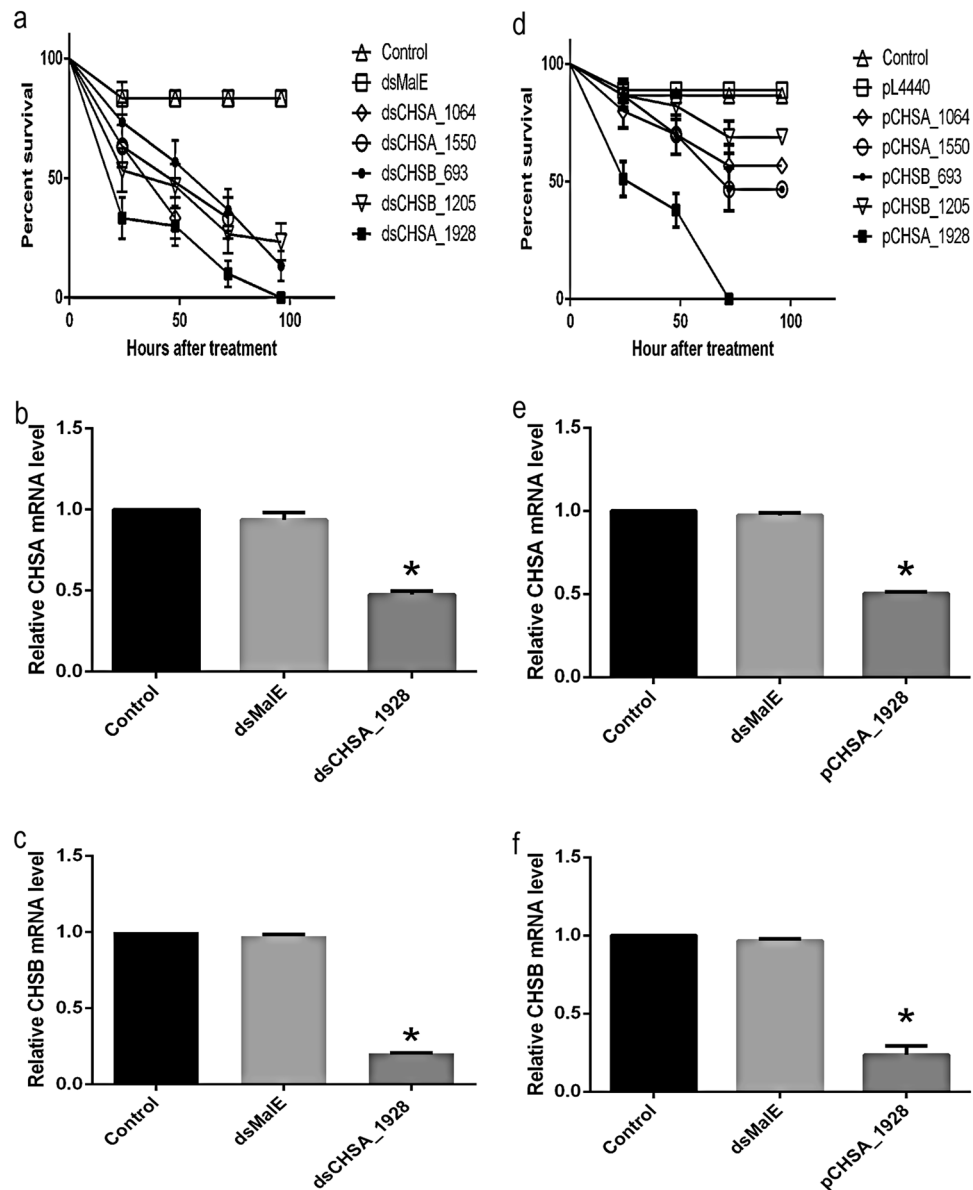 a
Percent survival
100
50
0
0
50
100
Hours after treatment
Control
dsMalE
dsCHSA_1064
dsCHSA_1550
dsCHSB_693
dsCHSB_1205
dsCHSA_1928
d
Percent survival
100
50
0
0
50
100
Hour after treatment
Control
pL4440
pCHSA_1064
pCHSA_1550
pCHSB_693
pCHSB_1205
pCHSA_1928
b
Relative CHSA mRNA level
1.5
1.0
0.5
0.0
*
Control
dsMalE
dsCHSA_1928
e
Relative CHSA mRNA level
1.5
1.0
0.5
0.0
*
Control
dsMalE
pCHSA_1928
c
Relative CHSB mRNA level
1.5
1.0
0.5
0.0
*
Control
dsMalE
dsCHSA_1928
f
Relative CHSB mRNA level
1.5
1.0
0.5
0.0
*
Control
dsMalE
pCHSA_1928